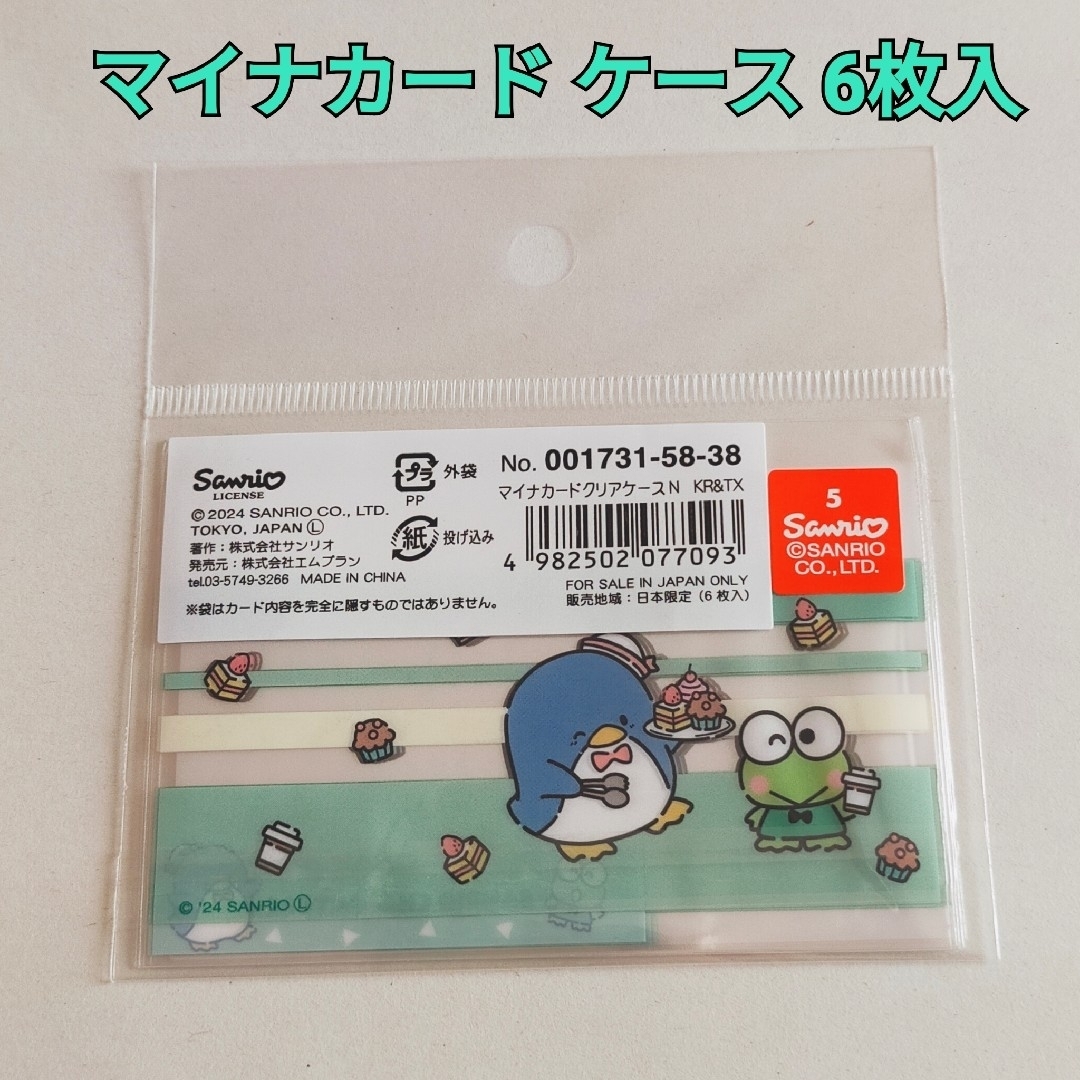 マイナカード ケース 6枚入
Sanrio
LICENSE
© 2024 SANRIO CO., LTD.
TOKYO, JAPAN Ⓛ
著作：株式会社サンリオ
発売元：株式会社エムプラン
tel.03-5749-3266 MADE IN CHINA
※袋はカード内容を完全に隠すものではありません。
プラ 外袋
PP
紙 投げ込み
No. 001731-58-38
マイナカードクリアケースN KR&TX
4 982502 077093
FOR SALE IN JAPAN ONLY
販売地域：日本限定（6枚入）
5
Sanrio
©SANRIO
CO.,LTD.
© '24 SANRIO Ⓛ